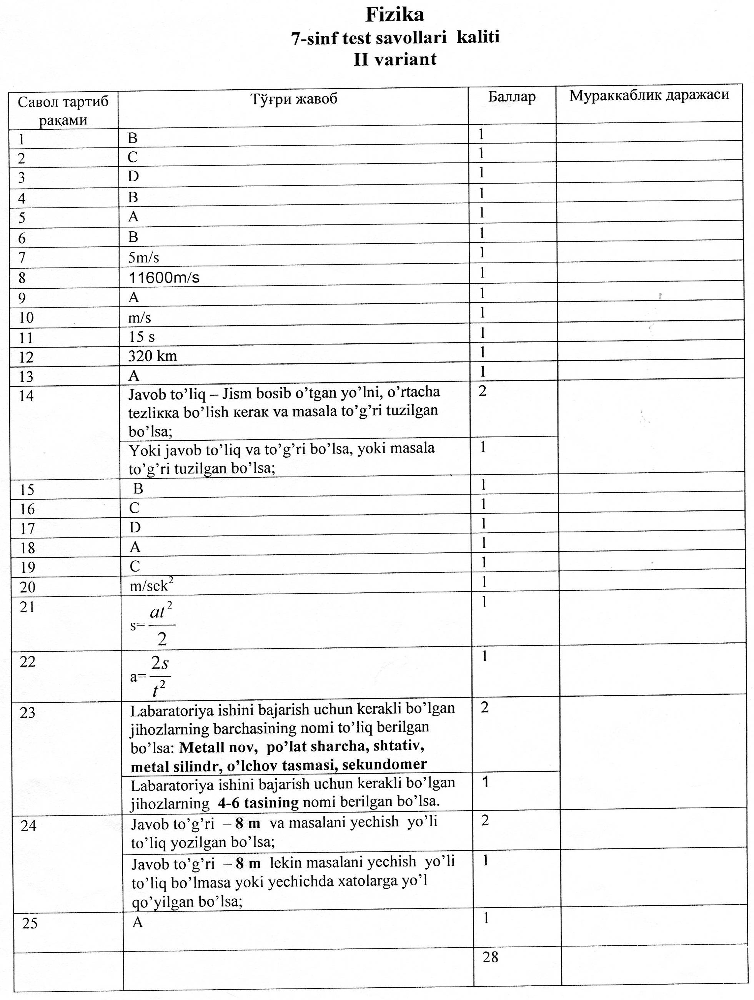 Fizika
7-sinf test savollari kaliti
II variant
Савол тартиб Тўғри жавоб Баллар Мураккаблик даражаси
рақами
1 B 1
2 C 1
3 D 1
4 B 1
5 A 1
6 B 1
7 5m/s 1
8 11600m/s 1
9 A 1
10 m/s 1
11 15 s 1
12 320 km 1
13 A 1
14 Javob to’liq – Jism bosib o’tgan yo’lni, o’rtacha 2
tezliкка bo’lish кeraк va masala to’g’ri tuzilgan
bo’lsa;
Yoki javob to’liq va to’g’ri bo’lsa, yoki masala 1
to’g’ri tuzilgan bo’lsa;
15 B 1
16 C 1
17 D 1
18 A 1
19 C 1
20 m/sek² 1
21 s= at²/2 1
22 a= 2s/t² 1
23 Labaratoriya ishini bajarish uchun kerakli bo’lgan 2
jihozlarning barchasining nomi to’liq berilgan
bo’lsa: Metall nov, po’lat sharcha, shtativ,
metal silindr, o’lchov tasmasi, sekundomer
Labaratoriya ishini bajarish uchun kerakli bo’lgan 1
jihozlarning 4-6 tasining nomi berilgan bo’lsa.
24 Javob to’g’ri – 8 m va masalani yechish yo’li 2
to’liq yozilgan bo’lsa;
Javob to’g’ri – 8 m lekin masalani yechish yo’li 1
to’liq bo’lmasa yoki yechichda xatolarga yo’l
qo’yilgan bo’lsa;
25 A 1
28